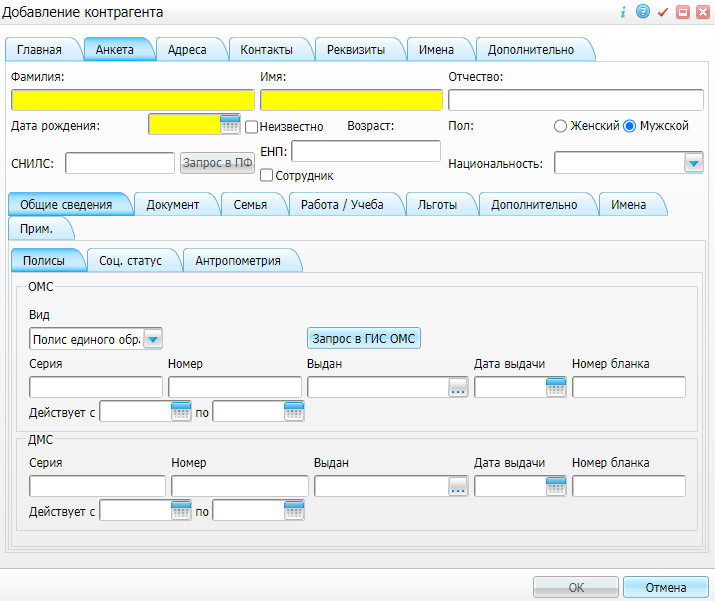 Добавление контрагента
Главная Анкета Адреса Контакты Реквизиты Имена Дополнительно
Фамилия: Имя: Отчество:
Дата рождения: Неизвестно Возраст: Пол: Женский Мужской
СНИЛС: Запрос в ПФ ЕНП: Национальность:
Сотрудник
Общие сведения Документ Семья Работа / Учеба Льготы Дополнительно Имена
Прим.
Полисы Соц. статус Антропометрия
ОМС
Вид
Полис единого обра Запрос в ГИС ОМС
Серия Номер Выдан Дата выдачи Номер бланка
...
Действует с по
ДМС
Серия Номер Выдан Дата выдачи Номер бланка
...
Действует с по
ОК Отмена